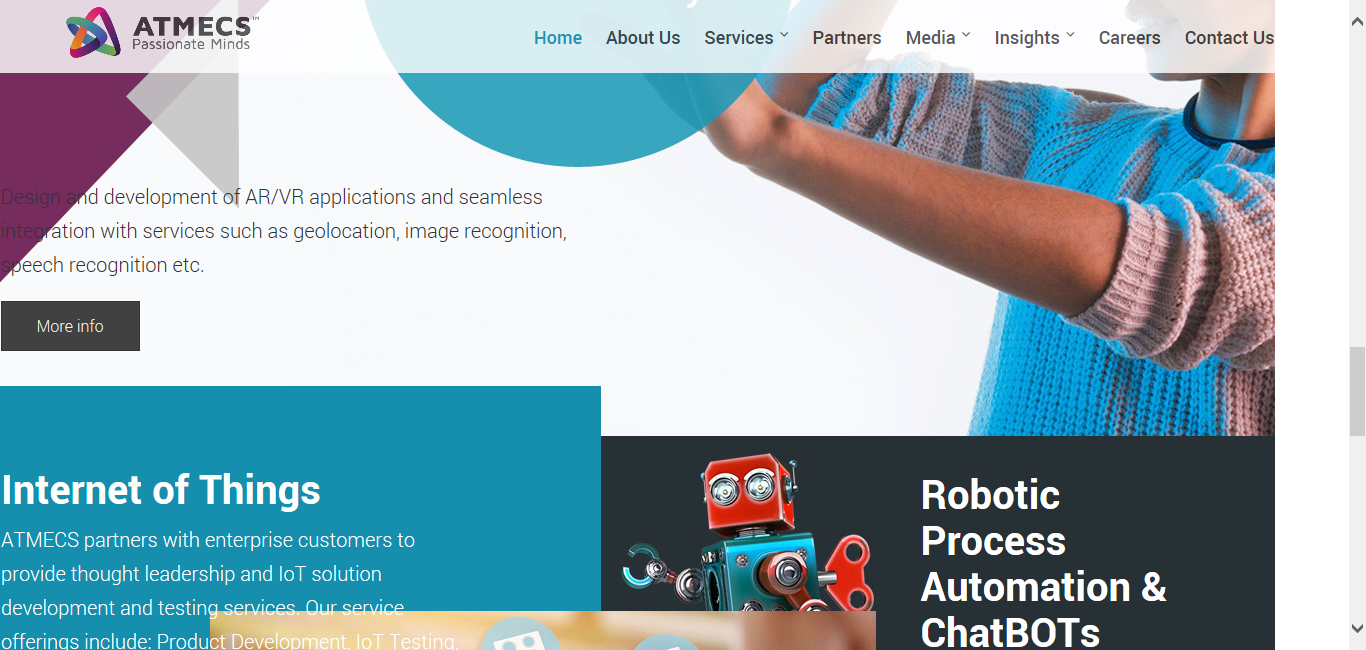 ATMECS™
Passionate Minds
Home About Us Services Partners Media Insights Careers Contact Us
Design and development of AR/VR applications and seamless
integration with services such as geolocation, image recognition,
speech recognition etc.
More info
Internet of Things
ATMECS partners with enterprise customers to
provide thought leadership and IoT solution
development and testing services. Our service
offerings include: Product Development, IoT Testing,
Robotic
Process
Automation &
ChatBOTs